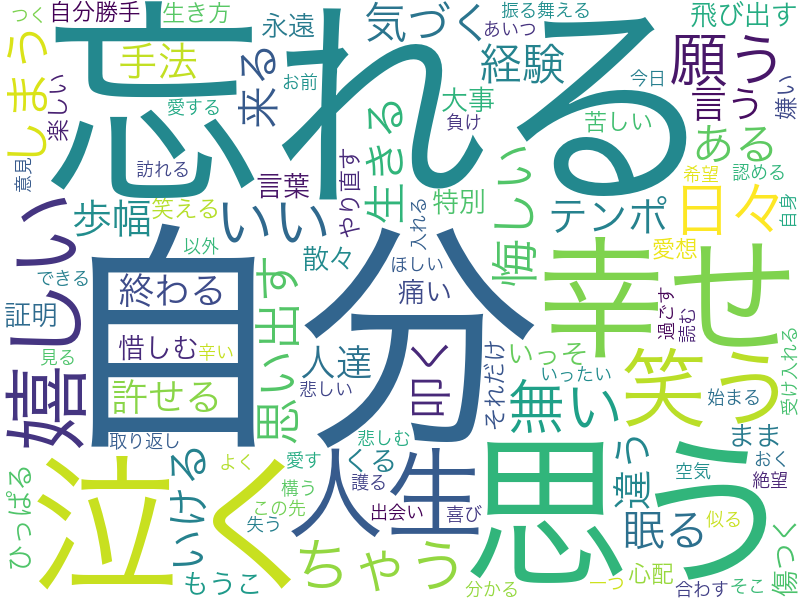 つく
自分勝手
生き方
永遠
気づく
振る舞える
飛び出す
あいつ
忘れる
手法
来る
お前
経験
今日
願う
しまう
楽しい
愛する
大事
負け
苦しい
言う
嫌い
意見
訪れる
言葉
やり直す
生きる
入れる
特別
悔しい
ある
希望
認める
自身
嬉しい
歩幅
笑える
いい
テンポ
日々
できる
自分
以外
散々
ほしい
愛想
幸せ
終わる
思い出す
痛い
過ごす
読む
証明
惜しむ
辛い
人達
叩く
それだけ
いっそ
笑う
受け入れる
見る
許せる
悲しい
いったい
無い
始まる
取り返し
悲しむ
思う
違う
まま
ひっぱる
泣く
いける
よく
愛す
くる
人生
空気
おく
この先
構う
護る
絶望
失う
出会い
喜び
眠る
似る
傷つく
もうこ
ちゃう
分かる
心配
一つ
合わす
そこ